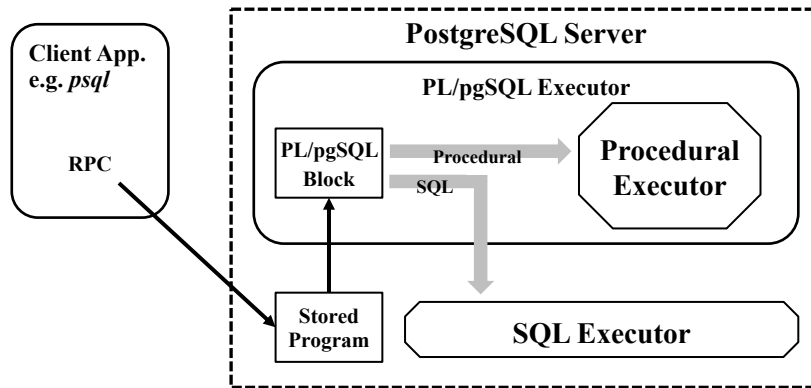 PostgreSQL Server
Client App.
e.g. psql
RPC
PL/pgSQL Executor
PL/pgSQL
Block
Procedural
SQL
Procedural
Executor
Stored
Program
SQL Executor